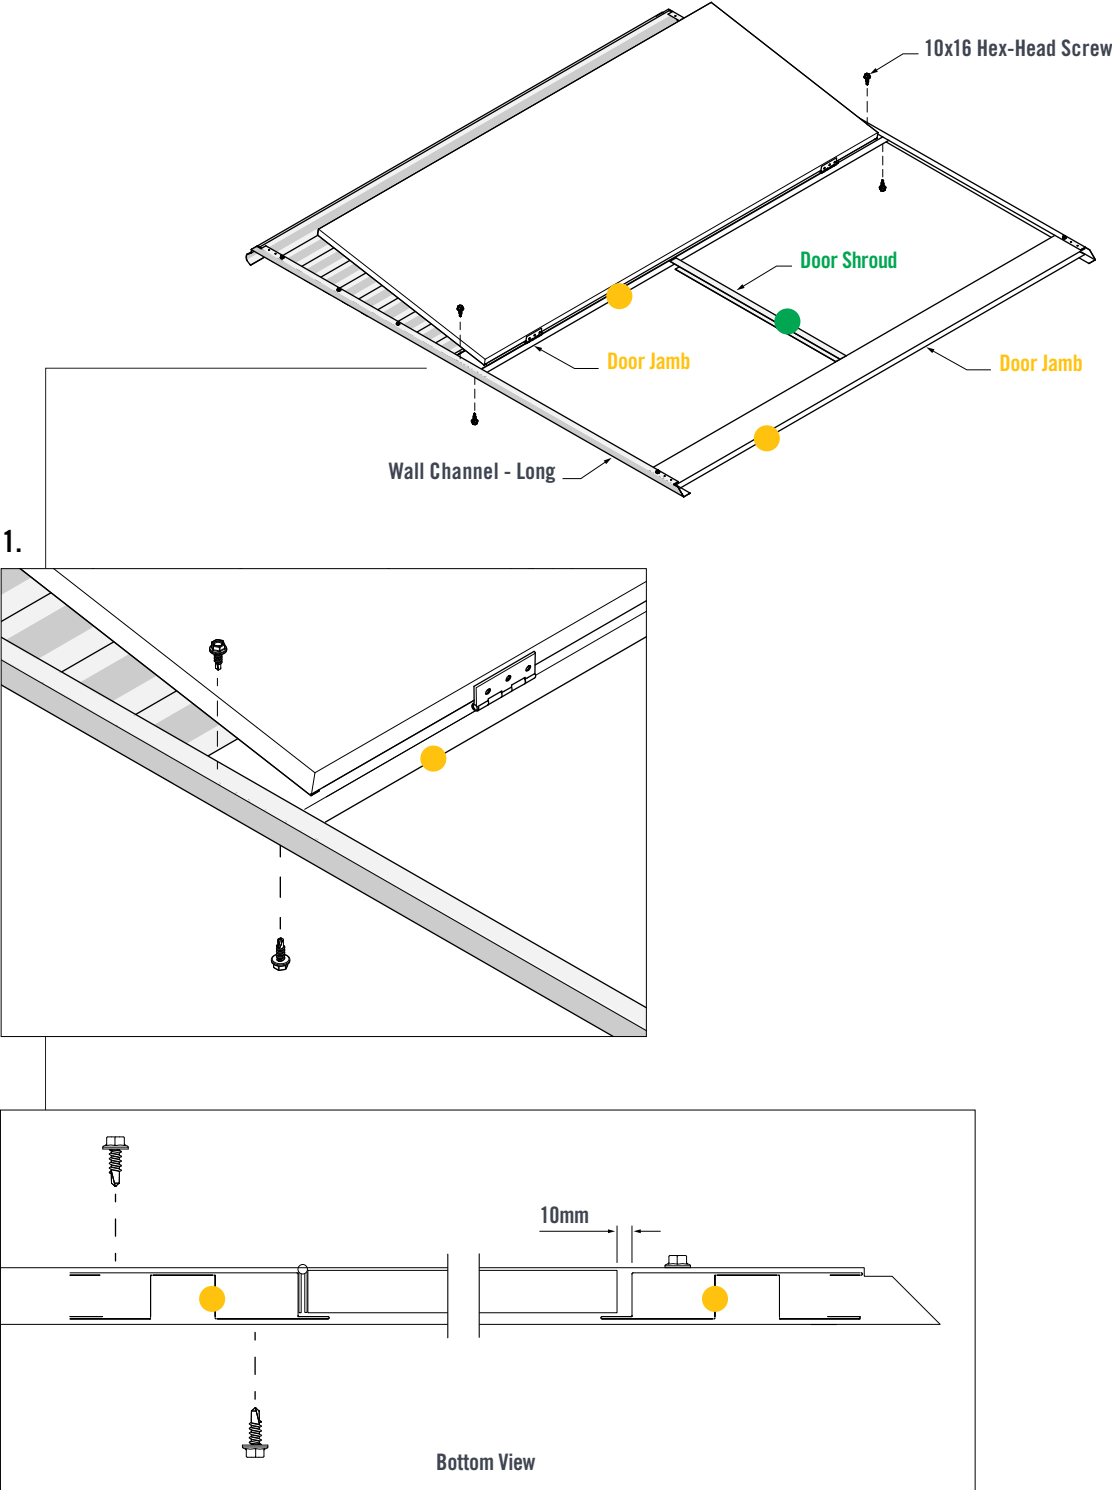 10x16 Hex-Head Screw
Door Shroud
Door Jamb
Door Jamb
Wall Channel - Long
1.
10mm
Bottom View